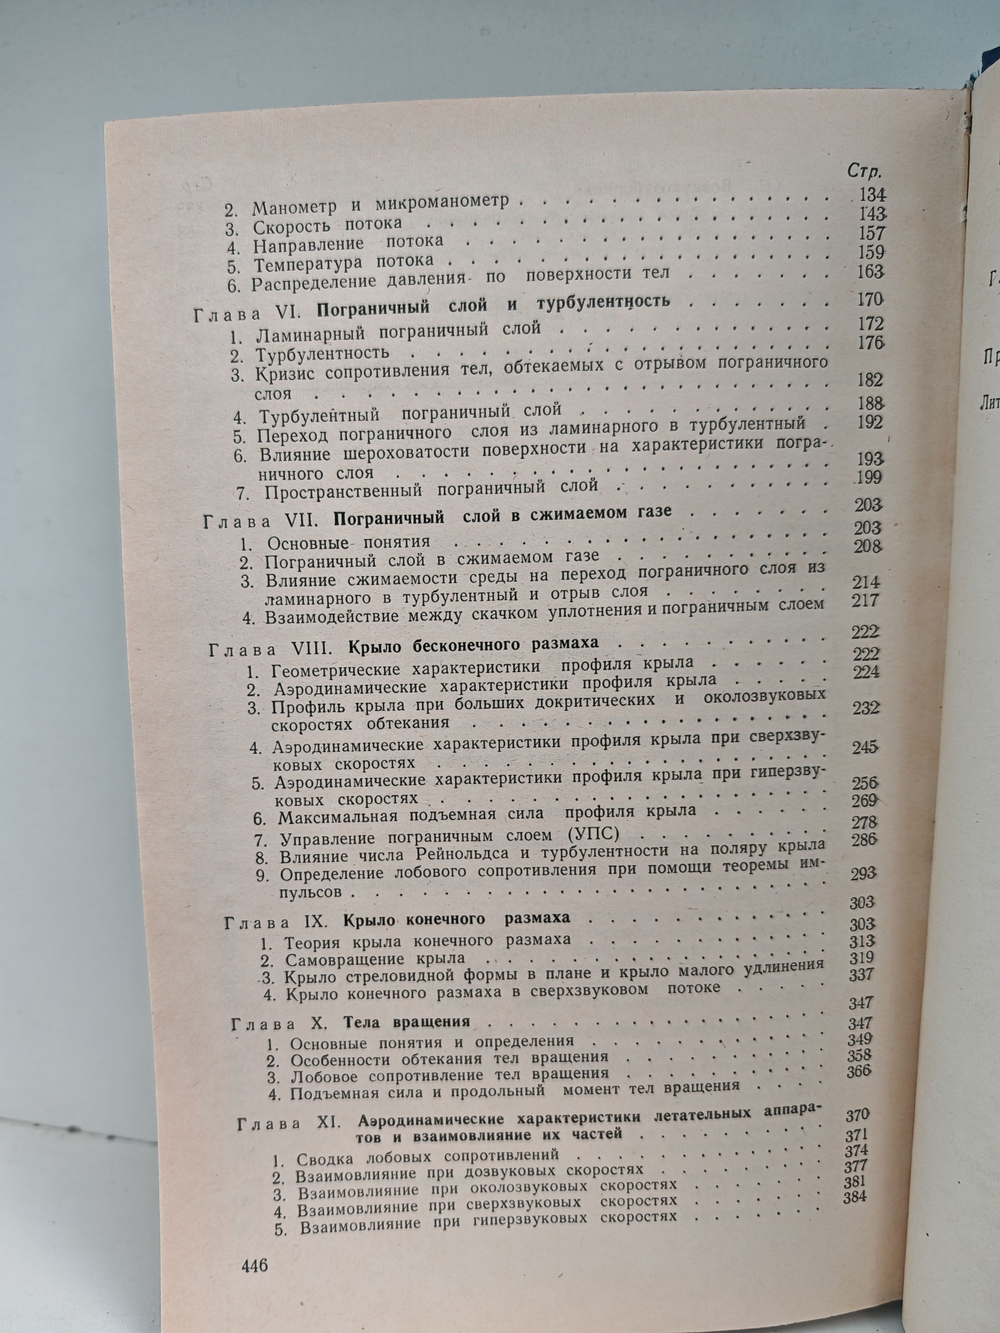 Стр.
2. Манометр и микроманометр . . . . . . . . . . . . . . . 134
3. Скорость потока . . . . . . . . . . . . . . . . . . 143
4. Направление потока . . . . . . . . . . . . . . . . . 157
5. Температура потока . . . . . . . . . . . . . . . . . 159
6. Распределение давления по поверхности тел . . . . . . . 163
Глава VI. Пограничный слой и турбулентность . . . . . . . 170
1. Ламинарный пограничный слой . . . . . . . . . . . . . 172
2. Турбулентность . . . . . . . . . . . . . . . . . . . 176
3. Кризис сопротивления тел, обтекаемых с отрывом пограничного
слоя . . . . . . . . . . . . . . . . . . . . . . . . 182
4. Турбулентный пограничный слой . . . . . . . . . . . . 188
5. Переход пограничного слоя из ламинарного в турбулентный . 192
6. Влияние шероховатости поверхности на характеристики погра-
ничного слоя . . . . . . . . . . . . . . . . . . . . 193
7. Пространственный пограничный слой . . . . . . . . . . 199
Глава VII. Пограничный слой в сжимаемом газе . . . . . . . 203
1. Основные понятия . . . . . . . . . . . . . . . . . . 203
2. Пограничный слой в сжимаемом газе . . . . . . . . . . 208
3. Влияние сжимаемости среды на переход пограничного слоя из
ламинарного в турбулентный и отрыв слоя . . . . . . . . 214
4. Взаимодействие между скачком уплотнения и пограничным слоем 217
Глава VIII. Крыло бесконечного размаха . . . . . . . . . . 222
1. Геометрические характеристики профиля крыла . . . . . . 222
2. Аэродинамические характеристики профиля крыла . . . . . 224
3. Профиль крыла при больших докритических и околозвуковых
скоростях обтекания . . . . . . . . . . . . . . . . . 232
4. Аэродинамические характеристики профиля крыла при сверхзву-
ковых скоростях . . . . . . . . . . . . . . . . . . . 245
5. Аэродинамические характеристики профиля крыла при гиперзву-
ковых скоростях . . . . . . . . . . . . . . . . . . . 256
6. Максимальная подъемная сила профиля крыла . . . . . . 269
7. Управление пограничным слоем (УПС) . . . . . . . . . 278
8. Влияние числа Рейнольдса и турбулентности на поляру крыла 286
9. Определение лобового сопротивления при помощи теоремы им-
пульсов . . . . . . . . . . . . . . . . . . . . . . . 293
Глава IX. Крыло конечного размаха . . . . . . . . . . . . 303
1. Теория крыла конечного размаха . . . . . . . . . . . 303
2. Самовращение крыла . . . . . . . . . . . . . . . . . 313
3. Крыло стреловидной формы в плане и крыло малого удлинения 319
4. Крыло конечного размаха в сверхзвуковом потоке . . . . . 337
Глава X. Тела вращения . . . . . . . . . . . . . . . . . 347
1. Основные понятия и определения . . . . . . . . . . . 347
2. Особенности обтекания тел вращения . . . . . . . . . . 349
3. Лобовое сопротивление тел вращения . . . . . . . . . . 358
4. Подъемная сила и продольный момент тел вращения . . . . 366
Глава XI. Аэродинамические характеристики летательных аппара-
тов и взаимовлияние их частей . . . . . . . . . . 370
1. Сводка лобовых сопротивлений . . . . . . . . . . . . 371
2. Взаимовлияние при дозвуковых скоростях . . . . . . . . 374
3. Взаимовлияние при околозвуковых скоростях . . . . . . . 377
4. Взаимовлияние при сверхзвуковых скоростях . . . . . . . 381
5. Взаимовлияние при гиперзвуковых скоростях . . . . . . . 384
446